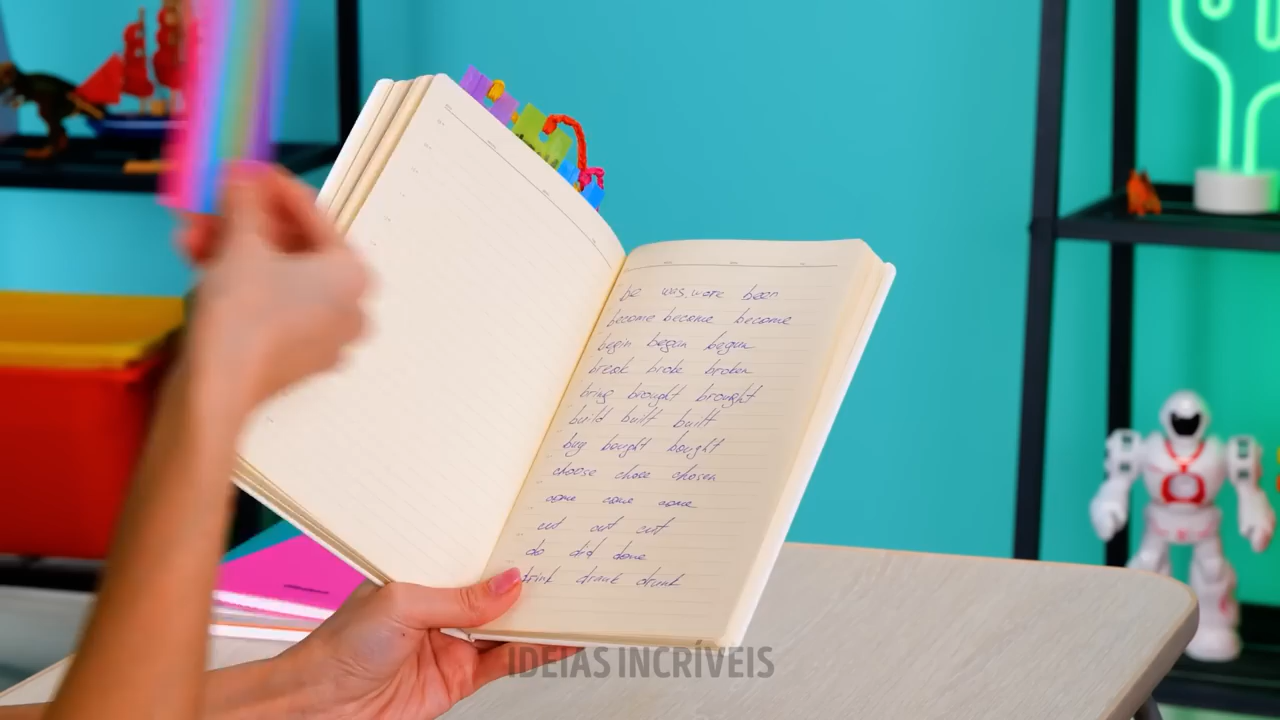 be was, were been
become became become
begin began begun
break broke broken
bring brought brought
build built built
buy bought bought
choose chose chosen
come came come
cut cut cut
do did done
drink drank drunk
IDEIAS INCRÍVEIS